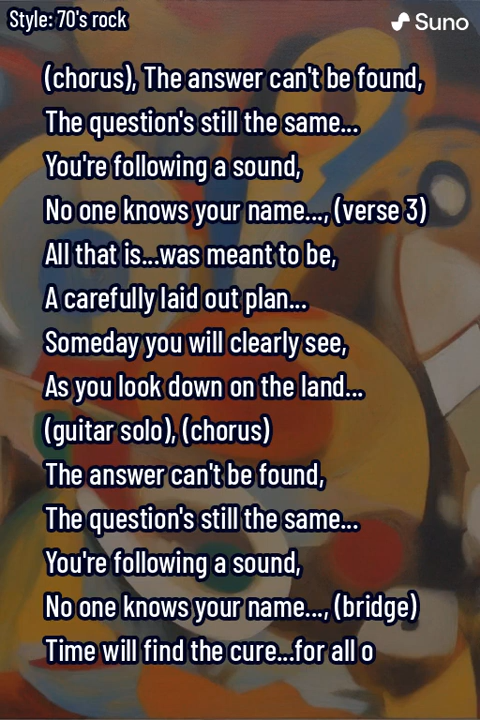 Style: 70's rock
Suno
(chorus), The answer can't be found,
The question's still the same...
You're following a sound,
No one knows your name..., (verse 3)
All that is...was meant to be,
A carefully laid out plan...
Someday you will clearly see,
As you look down on the land...
(guitar solo), (chorus)
The answer can't be found,
The question's still the same...
You're following a sound,
No one knows your name..., (bridge)
Time will find the cure...for all o